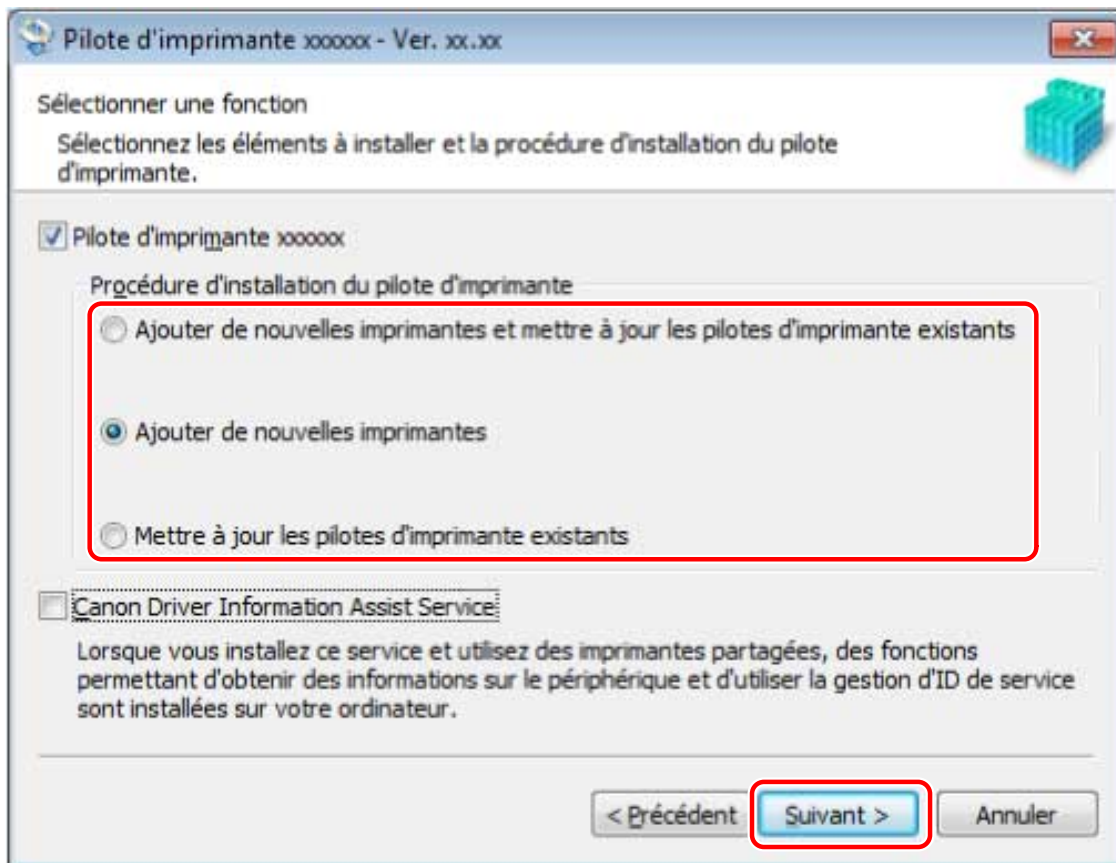 Pilote d'imprimante xxxxxx - Ver. xx.xx
Sélectionner une fonction
Sélectionnez les éléments à installer et la procédure d'installation du pilote
d'imprimante.
Pilote d'imprimante xxxxxx
Procédure d'installation du pilote d'imprimante
Ajouter de nouvelles imprimantes et mettre à jour les pilotes d'imprimante existants
Ajouter de nouvelles imprimantes
Mettre à jour les pilotes d'imprimante existants
Canon Driver Information Assist Service
Lorsque vous installez ce service et utilisez des imprimantes partagées, des fonctions
permettant d'obtenir des informations sur le périphérique et d'utiliser la gestion d'ID de service
sont installées sur votre ordinateur.
< Précédent Suivant > Annuler